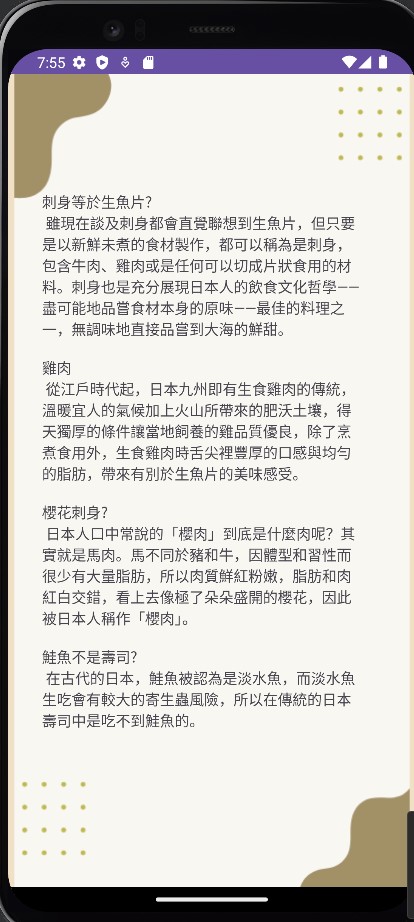 7:55
刺身等於生魚片?
雖現在談及刺身都會直覺聯想到生魚片，但只要
是以新鮮未煮的食材製作，都可以稱為是刺身，
包含牛肉、雞肉或是任何可以切成片狀食用的材
料。刺身也是充分展現日本人的飲食文化哲學——
盡可能地品嘗食材本身的原味——最佳的料理之
一，無調味地直接品嘗到大海的鮮甜。
雞肉
從江戶時代起，日本九州即有生食雞肉的傳統，
溫暖宜人的氣候加上火山所帶來的肥沃土壤，得
天獨厚的條件讓當地飼養的雞品質優良，除了烹
煮食用外，生食雞肉時舌尖裡豐厚的口感與均勻
的脂肪，帶來有別於生魚片的美味感受。
櫻花刺身?
日本人口中常說的「櫻肉」到底是什麼肉呢？其
實就是馬肉。馬不同於豬和牛，因體型和習性而
很少有大量脂肪，所以肉質鮮紅粉嫩，脂肪和肉
紅白交錯，看上去像極了朵朵盛開的櫻花，因此
被日本人稱作「櫻肉」。
鮭魚不是壽司?
在古代的日本，鮭魚被認為是淡水魚，而淡水魚
生吃會有較大的寄生蟲風險，所以在傳統的日本
壽司中是吃不到鮭魚的。